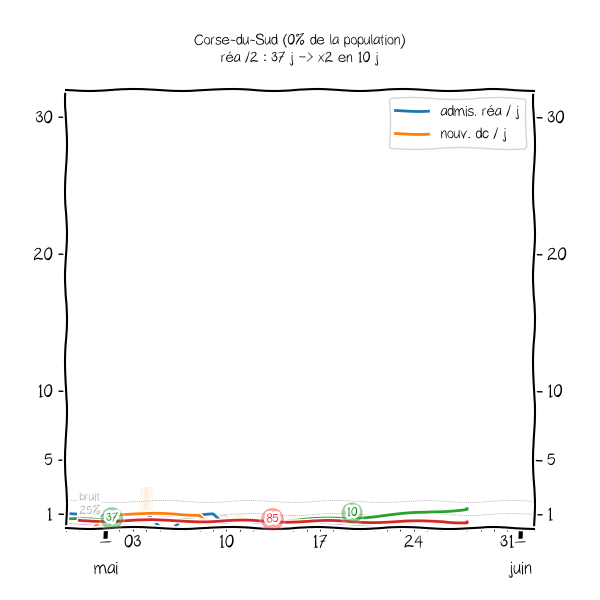 Corse-du-Sud (0% de la population)
réa /2 : 37 j -> x2 en 10 j
admis. réa / j
nouv. dc / j
30
30
20
20
10
10
5
5
bruit
25%
1
1
37
85
10
03
10
17
24
31
mai
juin